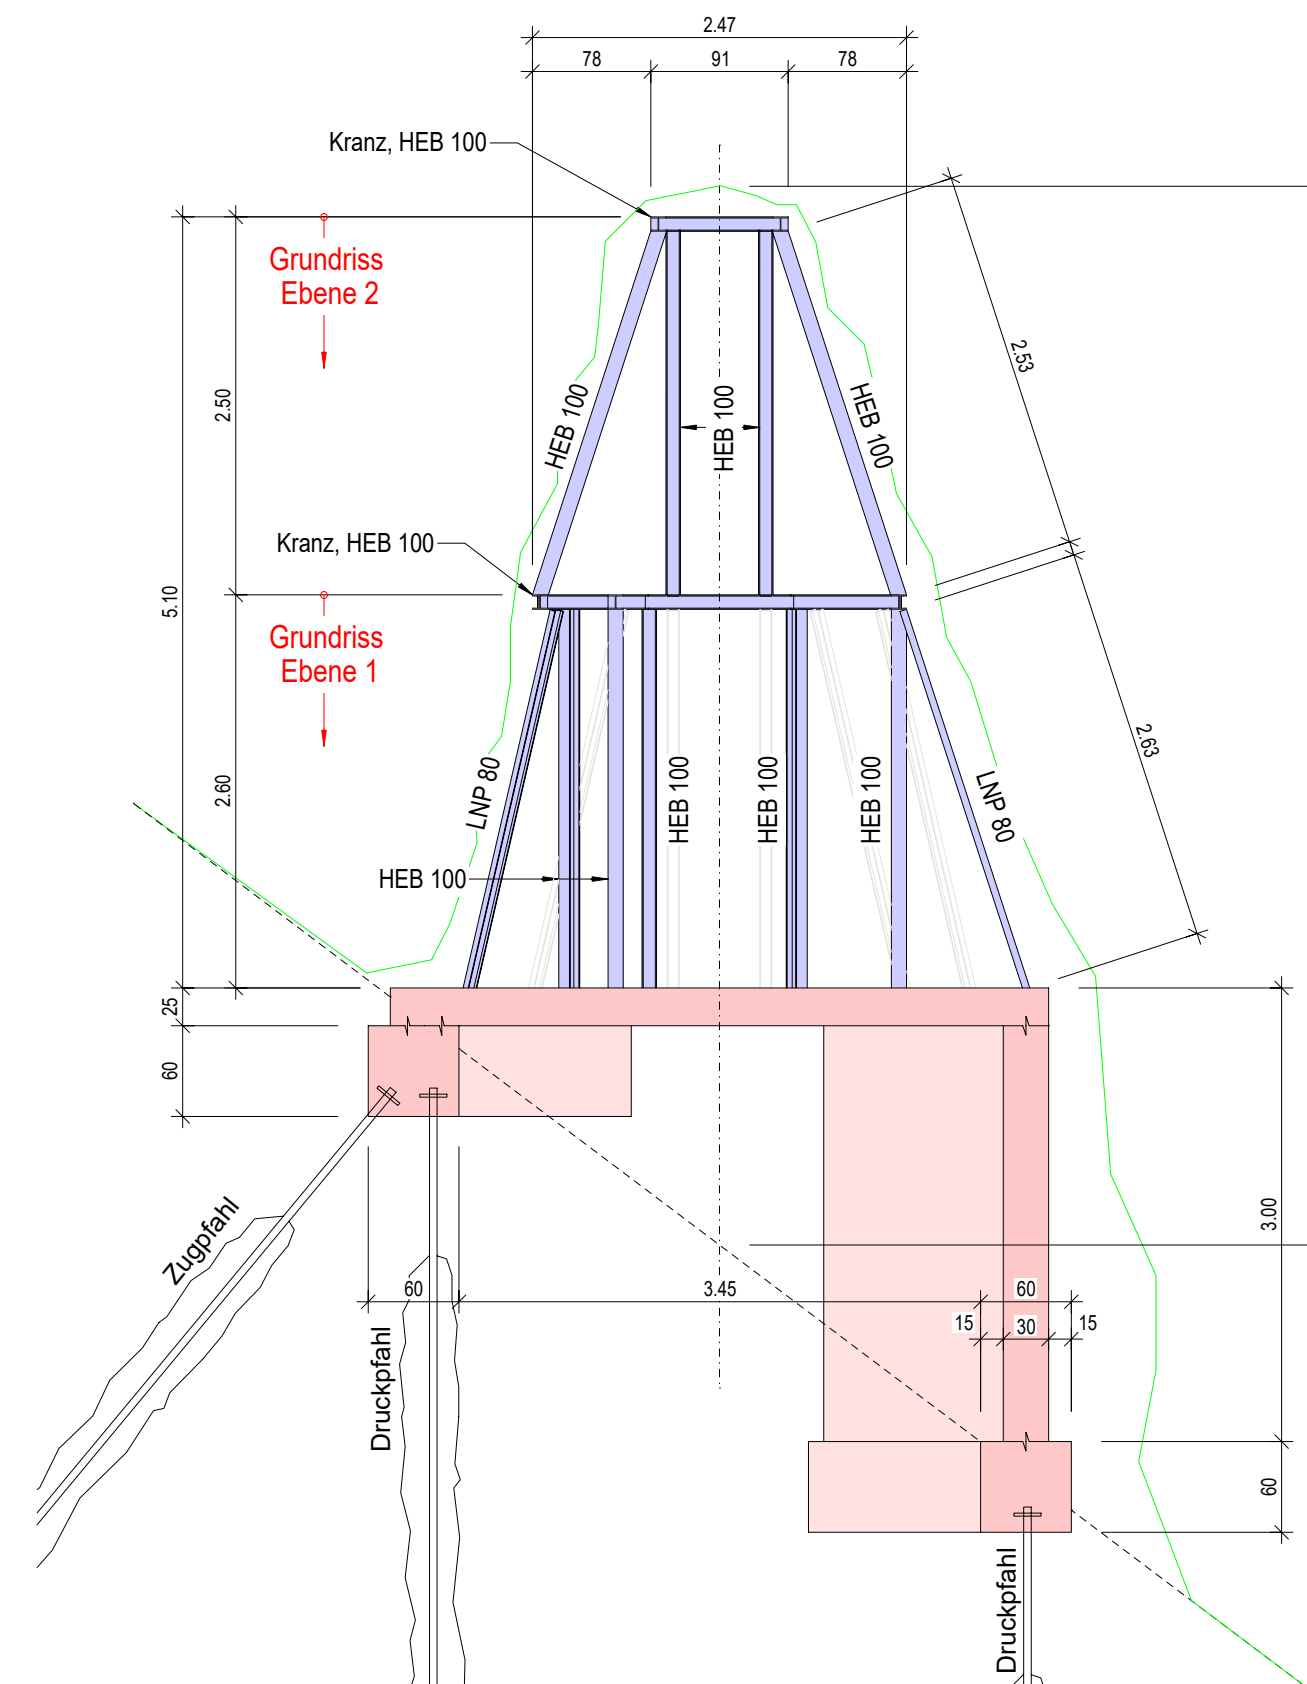 2.47
78
91
78
Kranz, HEB 100
Grundriss
Ebene 2
2.53
2.50
HEB 100
HEB 100
HEB 100
Kranz, HEB 100
5.10
Grundriss
Ebene 1
2.63
2.60
LNP 80
HEB 100
HEB 100
HEB 100
LNP 80
HEB 100
25
60
Zugpfahl
3.00
60
3.45
60
15
30
15
Druckpfahl
60
Druckpfahl